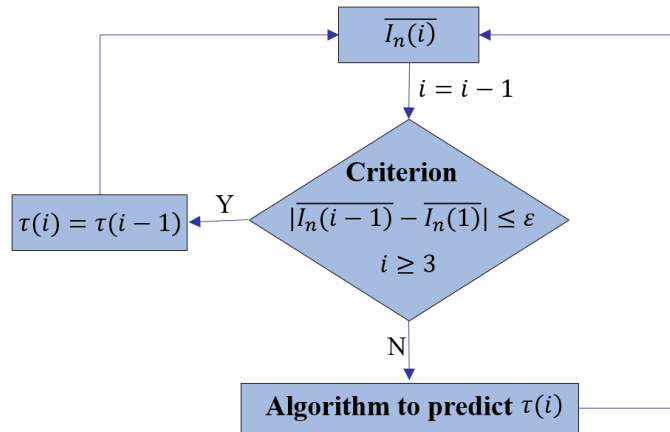 $\overline{I_n(i)}$
$i = i - 1$
Criterion
$|\overline{I_n(i-1)} - \overline{I_n(1)}| \leq \varepsilon$
$i \geq 3$
Y
$\tau(i) = \tau(i-1)$
N
Algorithm to predict $\tau(i)$